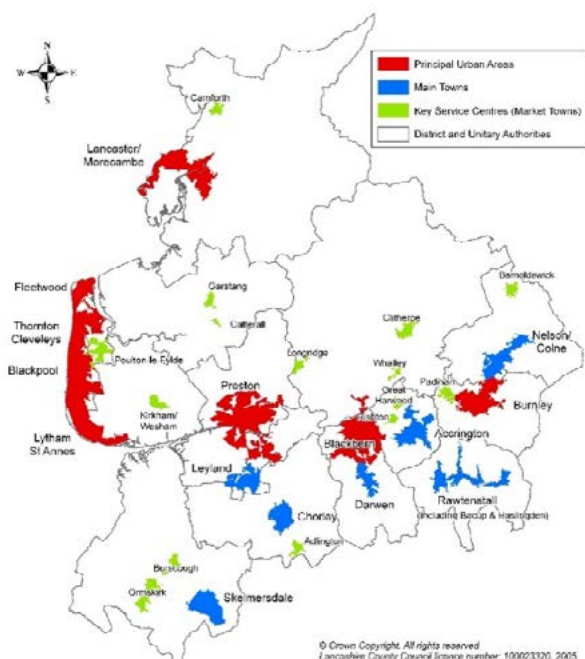 N
W E
S
Principal Urban Areas
Main Towns
Key Service Centres (Market Towns)
District and Unitary Authorities
Carnforth
Lancaster/
Morecambe
Fleetwood
Thornton
Cleveleys
Blackpool
Lytham
St Annes
Poulton le Fylde
Kirkham/
Wesham
Garstang
Catterall
Longridge
Preston
Leyland
Chorley
Adlington
Burscough
Ormskirk
Skelmersdale
Barnoldswick
Clitheroe
Nelson/
Colne
Whalley
Padiham
Great
Harwood
Rishton
Burnley
Accrington
Blackburn
Darwen
Rawtenstall
(including Bacup & Haslingden)
© Crown Copyright. All rights reserved
Lancashire County Council licence number: 100023320, 2005